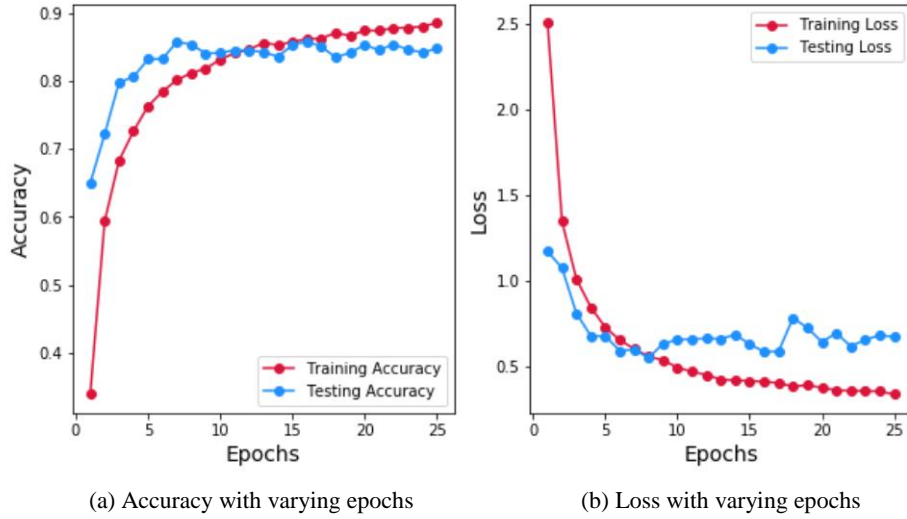 0.9
0.8
0.7
0.6
0.5
0.4
Accuracy
Training Accuracy
Testing Accuracy
0 5 10 15 20 25
Epochs
(a) Accuracy with varying epochs
2.5
2.0
1.5
1.0
0.5
Loss
Training Loss
Testing Loss
0 5 10 15 20 25
Epochs
(b) Loss with varying epochs